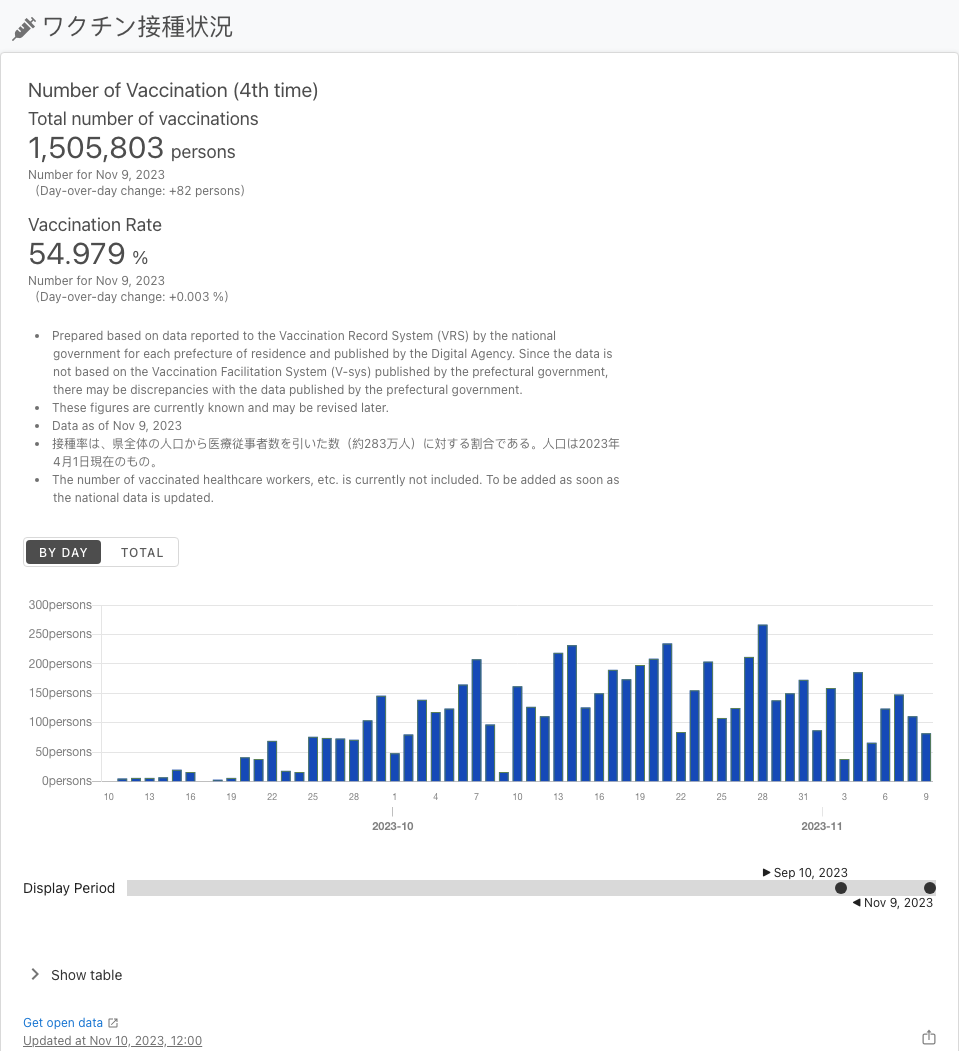 ワクチン接種状況
Number of Vaccination (4th time)
Total number of vaccinations
1,505,803 persons
Number for Nov 9, 2023
(Day-over-day change: +82 persons)
Vaccination Rate
54.979 %
Number for Nov 9, 2023
(Day-over-day change: +0.003 %)
• Prepared based on data reported to the Vaccination Record System (VRS) by the national
government for each prefecture of residence and published by the Digital Agency. Since the data is
not based on the Vaccination Facilitation System (V-sys) published by the prefectural government,
there may be discrepancies with the data published by the prefectural government.
• These figures are currently known and may be revised later.
• Data as of Nov 9, 2023
• 接種率は、県全体の人口から医療従事者数を引いた数（約283万人）に対する割合である。人口は2023年
4月1日現在のもの。
• The number of vaccinated healthcare workers, etc. is currently not included. To be added as soon as
the national data is updated.
BY DAY TOTAL
300persons
250persons
200persons
150persons
100persons
50persons
0persons
10 13 16 19 22 25 28 1 4 7 10 13 16 19 22 25 28 31 3 6 9
2023-10 2023-11
Sep 10, 2023
Display Period
Nov 9, 2023
Show table
Get open data
Updated at Nov 10, 2023, 12:00